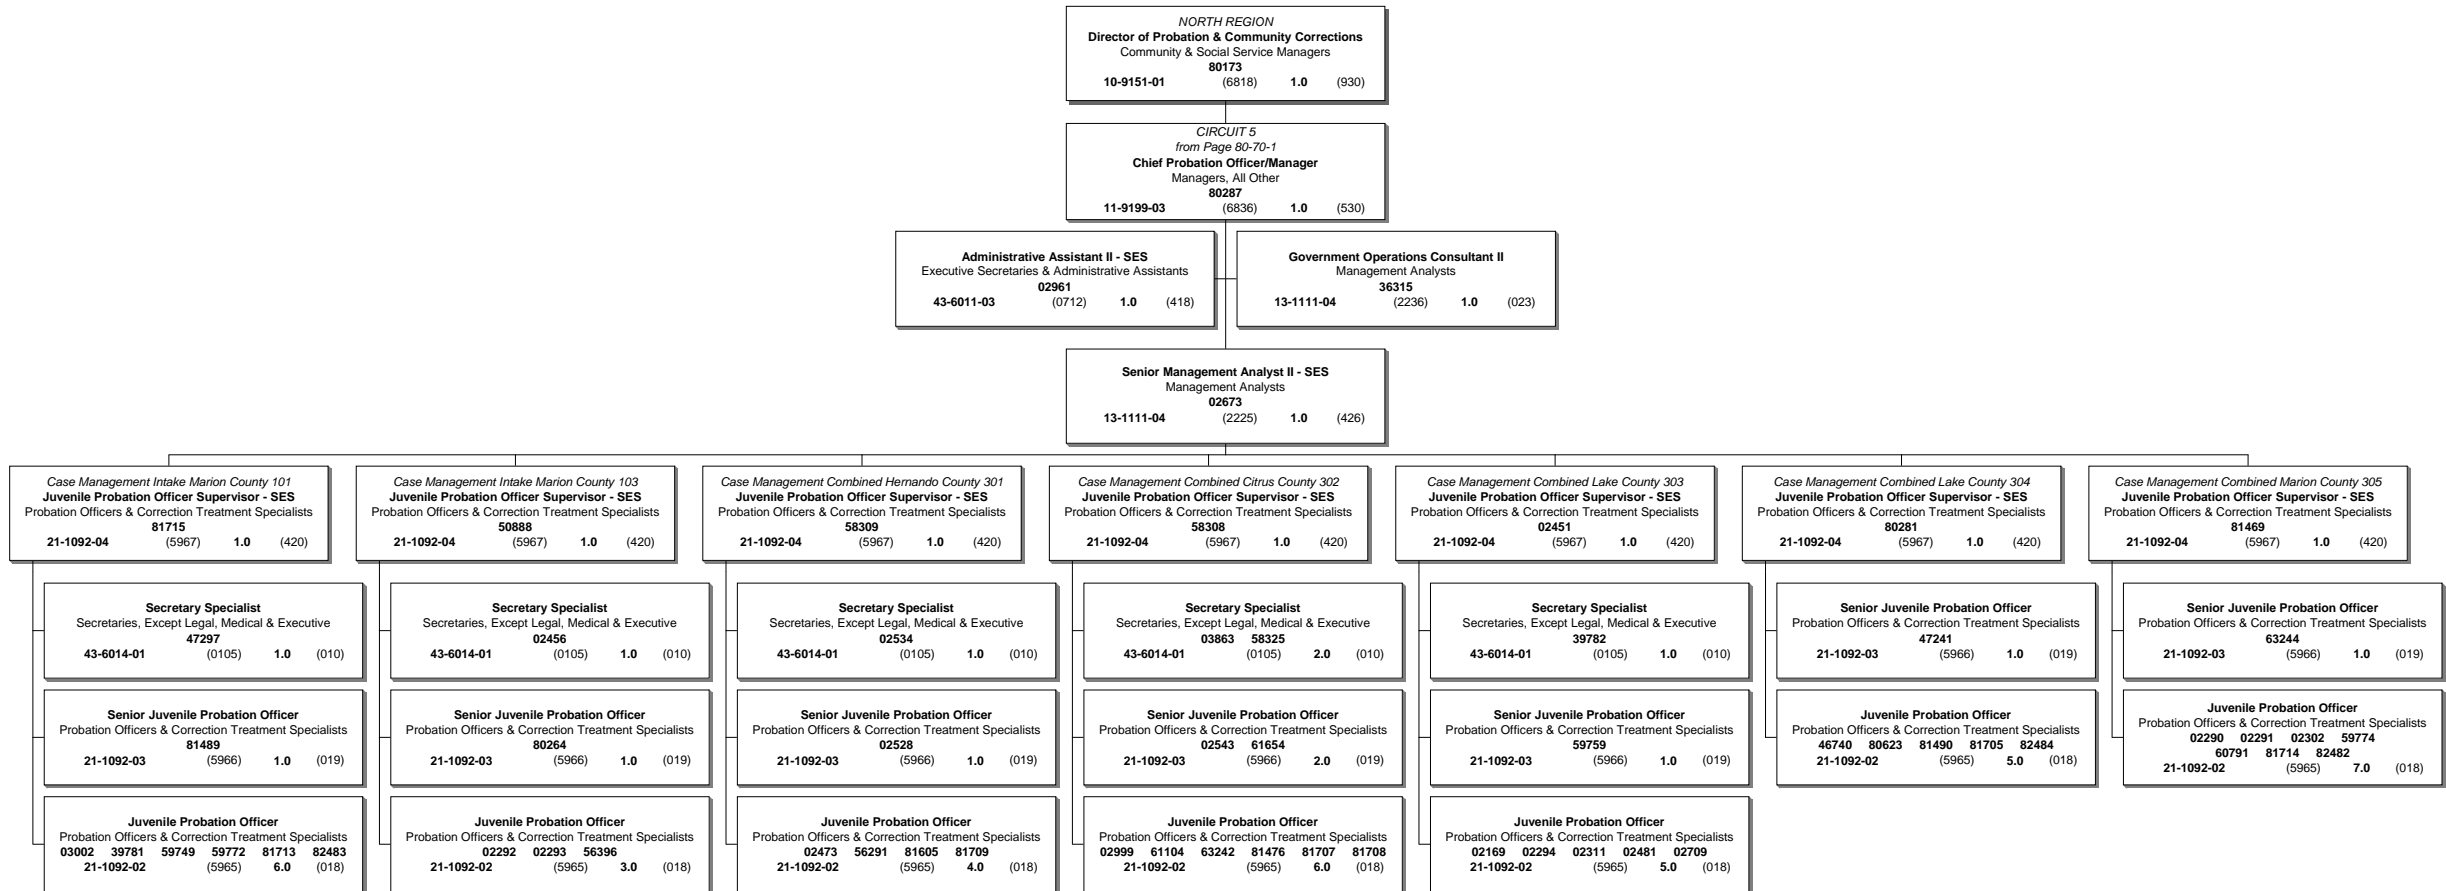 NORTH REGION
Director of Probation & Community Corrections
Community & Social Service Managers
80173
10-9151-01 (6818) 1.0 (930)
CIRCUIT 5
from Page 80-70-1
Chief Probation Officer/Manager
Managers, All Other
80287
11-9199-03 (6836) 1.0 (530)
Administrative Assistant II - SES
Executive Secretaries & Administrative Assistants
02961
43-6011-03 (0712) 1.0 (418)
Government Operations Consultant II
Management Analysts
36315
13-1111-04 (2236) 1.0 (023)
Senior Management Analyst II - SES
Management Analysts
02673
13-1111-04 (2225) 1.0 (426)
Case Management Intake Marion County 101
Juvenile Probation Officer Supervisor - SES
Probation Officers & Correction Treatment Specialists
81715
21-1092-04 (5967) 1.0 (420)
Secretary Specialist
Secretaries, Except Legal, Medical & Executive
47297
43-6014-01 (0105) 1.0 (010)
Senior Juvenile Probation Officer
Probation Officers & Correction Treatment Specialists
81489
21-1092-03 (5966) 1.0 (019)
Juvenile Probation Officer
Probation Officers & Correction Treatment Specialists
03002 39781 59749 59772 81713 82483
21-1092-02 (5965) 6.0 (018)
Case Management Intake Marion County 103
Juvenile Probation Officer Supervisor - SES
Probation Officers & Correction Treatment Specialists
50888
21-1092-04 (5967) 1.0 (420)
Secretary Specialist
Secretaries, Except Legal, Medical & Executive
02456
43-6014-01 (0105) 1.0 (010)
Senior Juvenile Probation Officer
Probation Officers & Correction Treatment Specialists
80264
21-1092-03 (5966) 1.0 (019)
Juvenile Probation Officer
Probation Officers & Correction Treatment Specialists
02292 02293 56396
21-1092-02 (5965) 3.0 (018)
Case Management Combined Hernando County 301
Juvenile Probation Officer Supervisor - SES
Probation Officers & Correction Treatment Specialists
58309
21-1092-04 (5967) 1.0 (420)
Secretary Specialist
Secretaries, Except Legal, Medical & Executive
02534
43-6014-01 (0105) 1.0 (010)
Senior Juvenile Probation Officer
Probation Officers & Correction Treatment Specialists
02528
21-1092-03 (5966) 1.0 (019)
Juvenile Probation Officer
Probation Officers & Correction Treatment Specialists
02473 56291 81605 81709
21-1092-02 (5965) 4.0 (018)
Case Management Combined Citrus County 302
Juvenile Probation Officer Supervisor - SES
Probation Officers & Correction Treatment Specialists
58308
21-1092-04 (5967) 1.0 (420)
Secretary Specialist
Secretaries, Except Legal, Medical & Executive
03863 58325
43-6014-01 (0105) 2.0 (010)
Senior Juvenile Probation Officer
Probation Officers & Correction Treatment Specialists
02543 61654
21-1092-03 (5966) 2.0 (019)
Juvenile Probation Officer
Probation Officers & Correction Treatment Specialists
02999 61104 63242 81476 81707 81708
21-1092-02 (5965) 6.0 (018)
Case Management Combined Lake County 303
Juvenile Probation Officer Supervisor - SES
Probation Officers & Correction Treatment Specialists
02451
21-1092-04 (5967) 1.0 (420)
Secretary Specialist
Secretaries, Except Legal, Medical & Executive
39782
43-6014-01 (0105) 1.0 (010)
Senior Juvenile Probation Officer
Probation Officers & Correction Treatment Specialists
59759
21-1092-03 (5966) 1.0 (019)
Juvenile Probation Officer
Probation Officers & Correction Treatment Specialists
02169 02294 02311 02481 02709
21-1092-02 (5965) 5.0 (018)
Case Management Combined Lake County 304
Juvenile Probation Officer Supervisor - SES
Probation Officers & Correction Treatment Specialists
80281
21-1092-04 (5967) 1.0 (420)
Senior Juvenile Probation Officer
Probation Officers & Correction Treatment Specialists
47241
21-1092-03 (5966) 1.0 (019)
Juvenile Probation Officer
Probation Officers & Correction Treatment Specialists
46740 80623 81490 81705 82484
21-1092-02 (5965) 5.0 (018)
Case Management Combined Marion County 305
Juvenile Probation Officer Supervisor - SES
Probation Officers & Correction Treatment Specialists
81469
21-1092-04 (5967) 1.0 (420)
Senior Juvenile Probation Officer
Probation Officers & Correction Treatment Specialists
63244
21-1092-03 (5966) 1.0 (019)
Juvenile Probation Officer
Probation Officers & Correction Treatment Specialists
02290 02291 02302 59774
60791 81714 82482
21-1092-02 (5965) 7.0 (018)